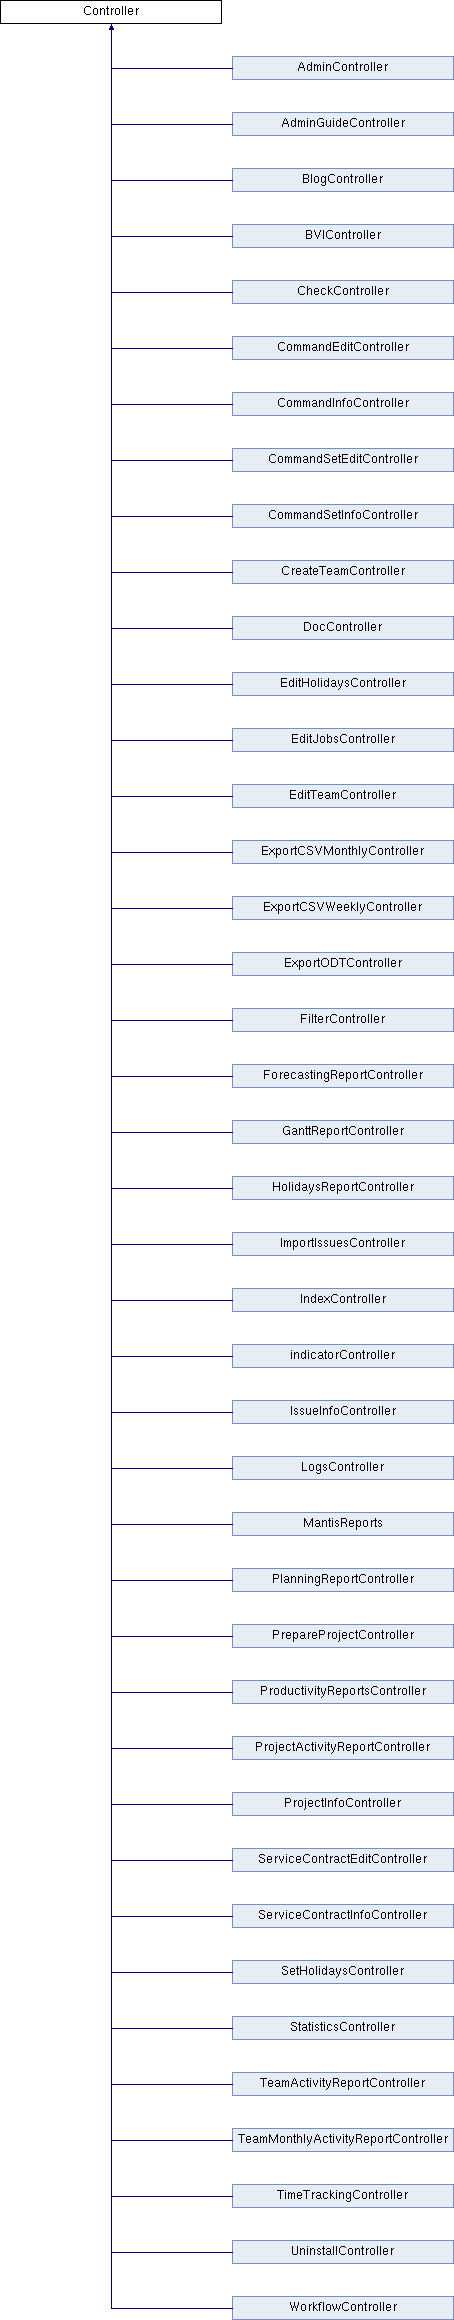 Controller
AdminController
AdminGuideController
BlogController
BVIController
CheckController
CommandEditController
CommandInfoController
CommandSetEditController
CommandSetInfoController
CreateTeamController
DocController
EditHolidaysController
EditJobsController
EditTeamController
ExportCSVMonthlyController
ExportCSVWeeklyController
ExportODTController
FilterController
ForecastingReportController
GanttReportController
HolidaysReportController
ImportIssuesController
IndexController
indicatorController
IssueInfoController
LogsController
MantisReports
PlanningReportController
PrepareProjectController
ProductivityReportsController
ProjectActivityReportController
ProjectInfoController
ServiceContractEditController
ServiceContractInfoController
SetHolidaysController
StatisticsController
TeamActivityReportController
TeamMonthlyActivityReportController
TimeTrackingController
UninstallController
WorkflowController